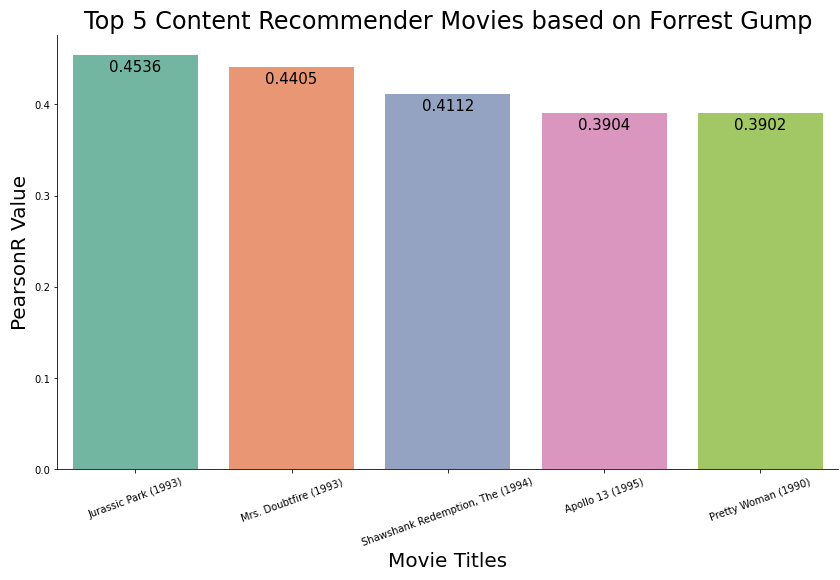 Top 5 Content Recommender Movies based on Forrest Gump
PearsonR Value
0.4
0.3
0.2
0.1
0.0
0.4536
0.4405
0.4112
0.3904
0.3902
Jurassic Park (1993)
Mrs. Doubtfire (1993)
Shawshank Redemption, The (1994)
Apollo 13 (1995)
Pretty Woman (1990)
Movie Titles